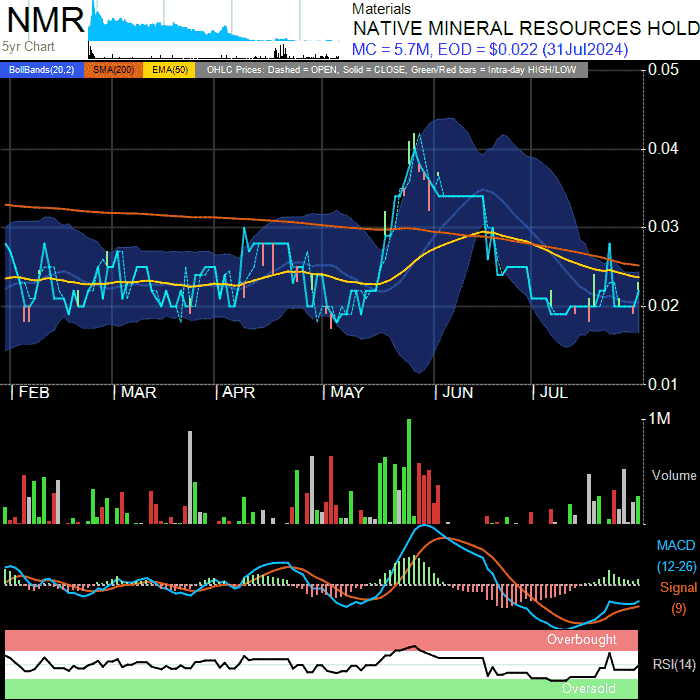 NMR
5yr Chart
Materials
NATIVE MINERAL RESOURCES HOLD
MC = 5.7M, EOD = $0.022 (31Jul2024)
BollBands(20,2) SMA(200) EMA(50) OHLC Prices: Dashed = OPEN, Solid = CLOSE, Green/Red bars = Intra-day HIGH/LOW
0.05
0.04
0.03
0.02
0.01
FEB MAR APR MAY JUN JUL
1M
Volume
MACD
(12-26)
Signal
(9)
Overbought
RSI(14)
Oversold